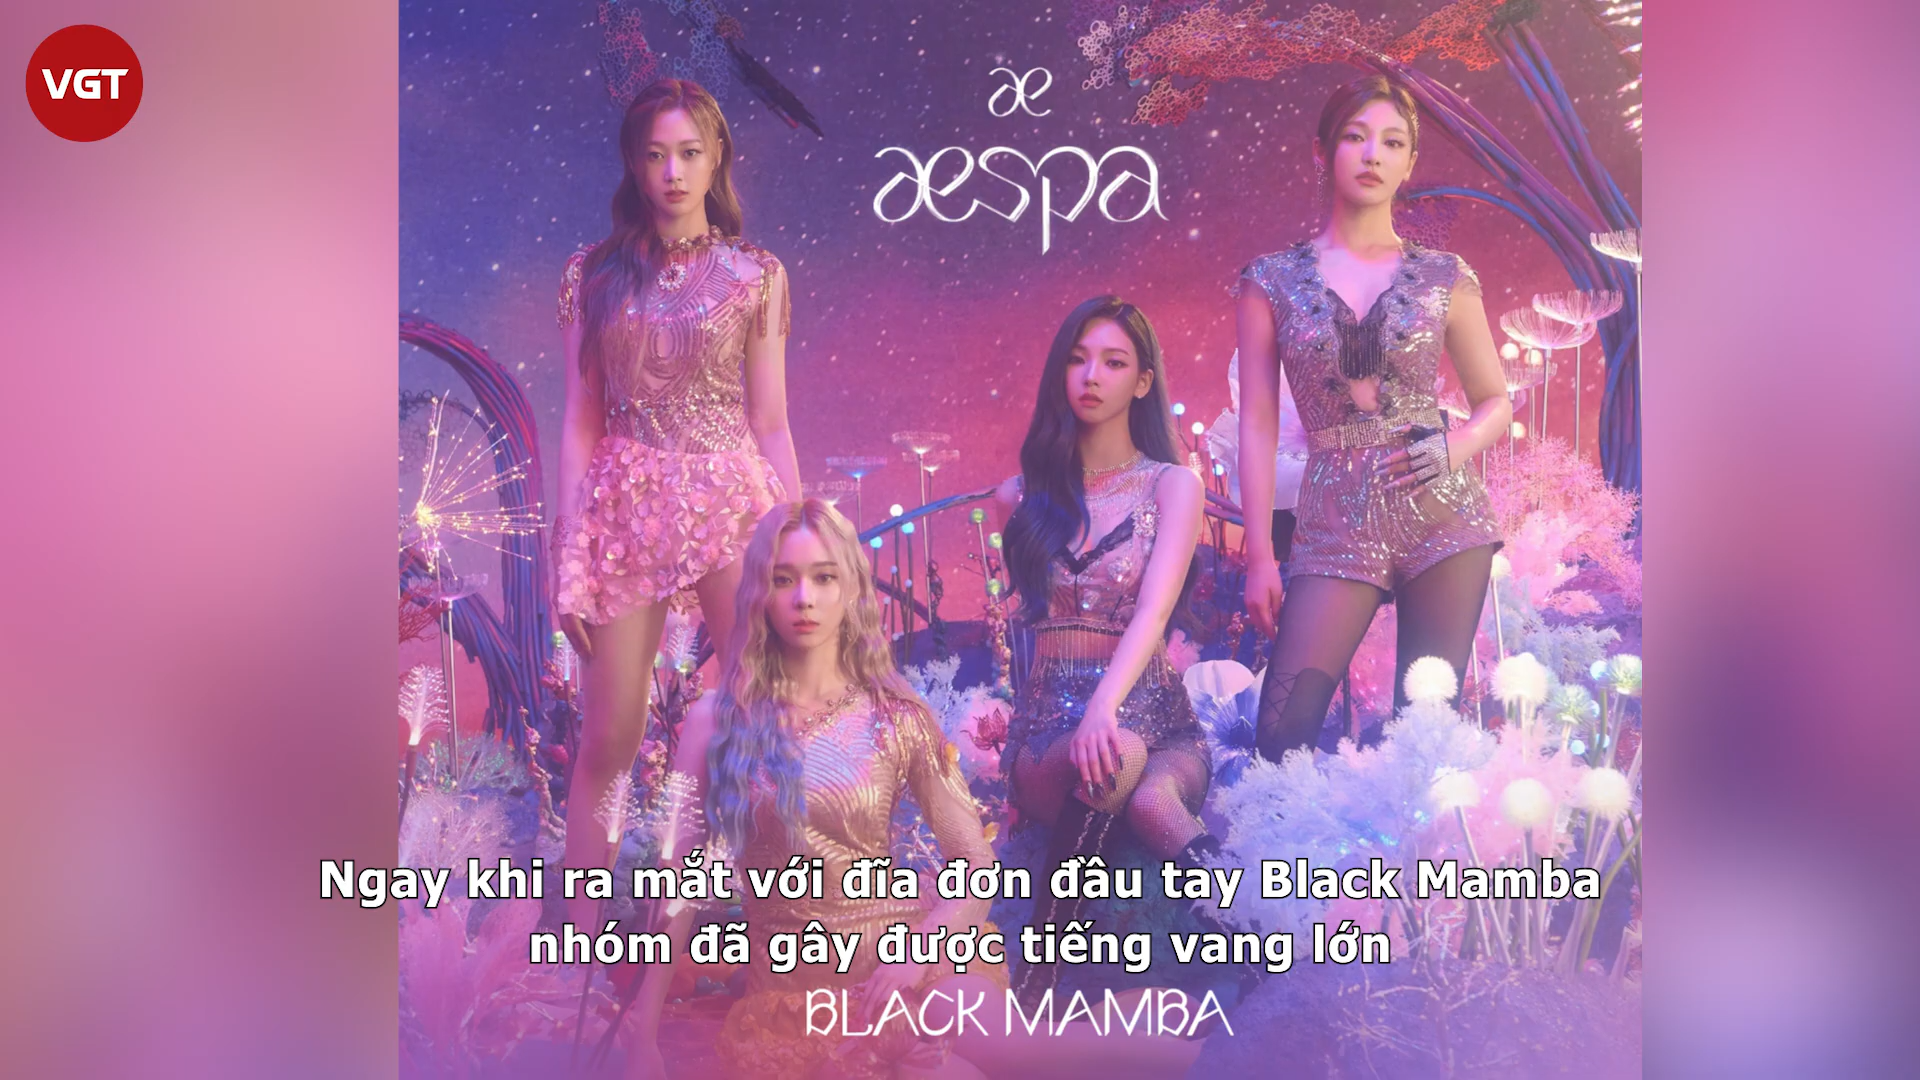 VGT
æ
æspa
Ngay khi ra mắt với đĩa đơn đầu tay Black Mamba
nhóm đã gây được tiếng vang lớn
BLACK MAMBA